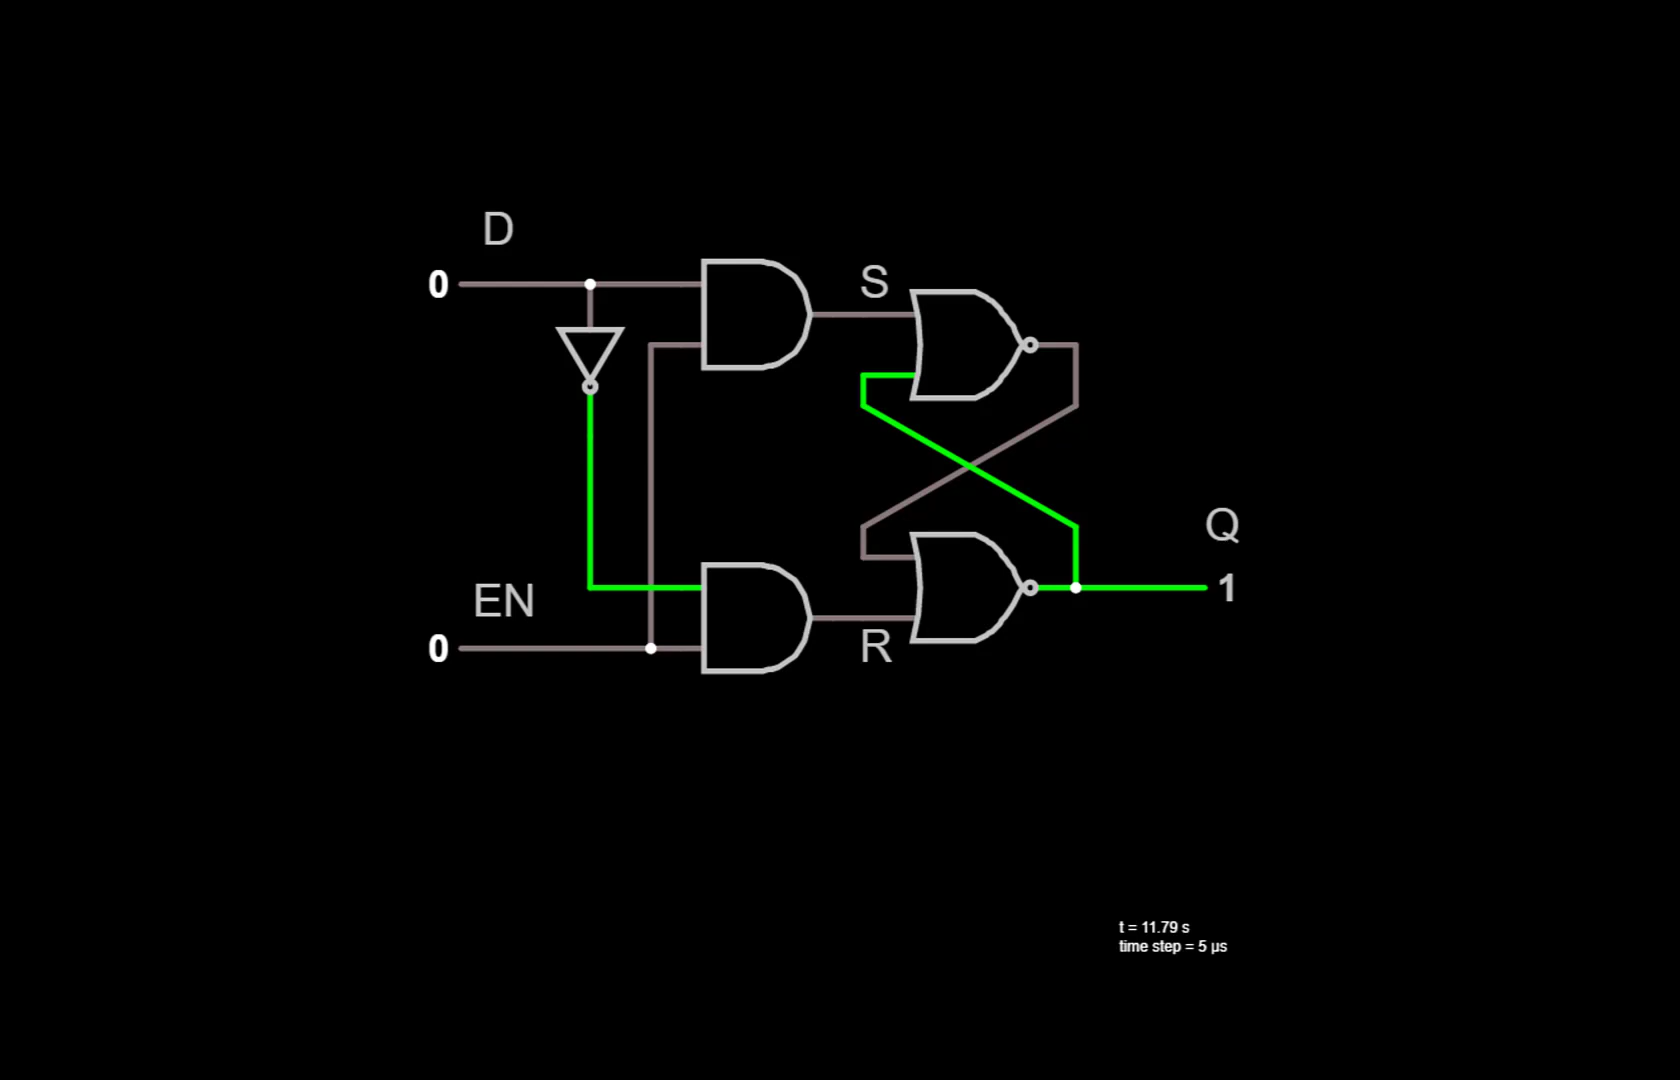 D
0
S
Q
1
EN
0
R
t = 11.79 s
time step = 5 µs